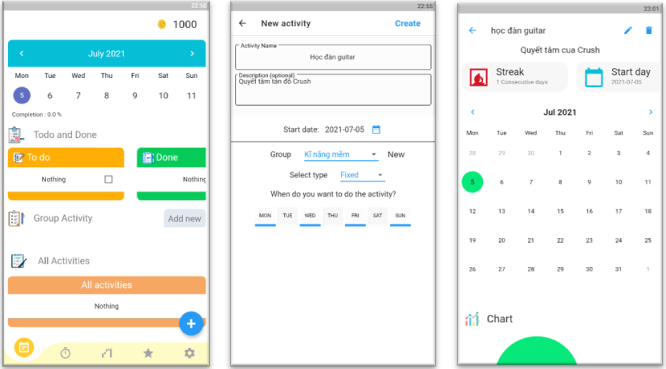 22:56
1000
July 2021
Mon Tue Wed Thu Fri Sat Sun
5 6 7 8 9 10 11
Completion : 0.0 %
Todo and Done
To do
Done
Nothing
Nothing
Group Activity
Add new
All Activities
All activities
Nothing
22:55
New activity
Create
Activity Name
Học đàn guitar
Description (optional)
Quyết tâm tán đổ Crush
Start date: 2021-07-05
Group Kĩ năng mềm New
Select type Fixed
When do you want to do the activity?
MON TUE WED THU FRI SAT SUN
23:01
học đàn guitar
Quyết tâm cua Crush
Streak
1 Consecutive days
Start day
2021-07-05
Jul 2021
Mon Tue Wed Thu Fri Sat Sun
28 29 30 1 2 3 4
5 6 7 8 9 10 11
12 13 14 15 16 17 18
19 20 21 22 23 24 25
26 27 28 29 30 31 1
Chart